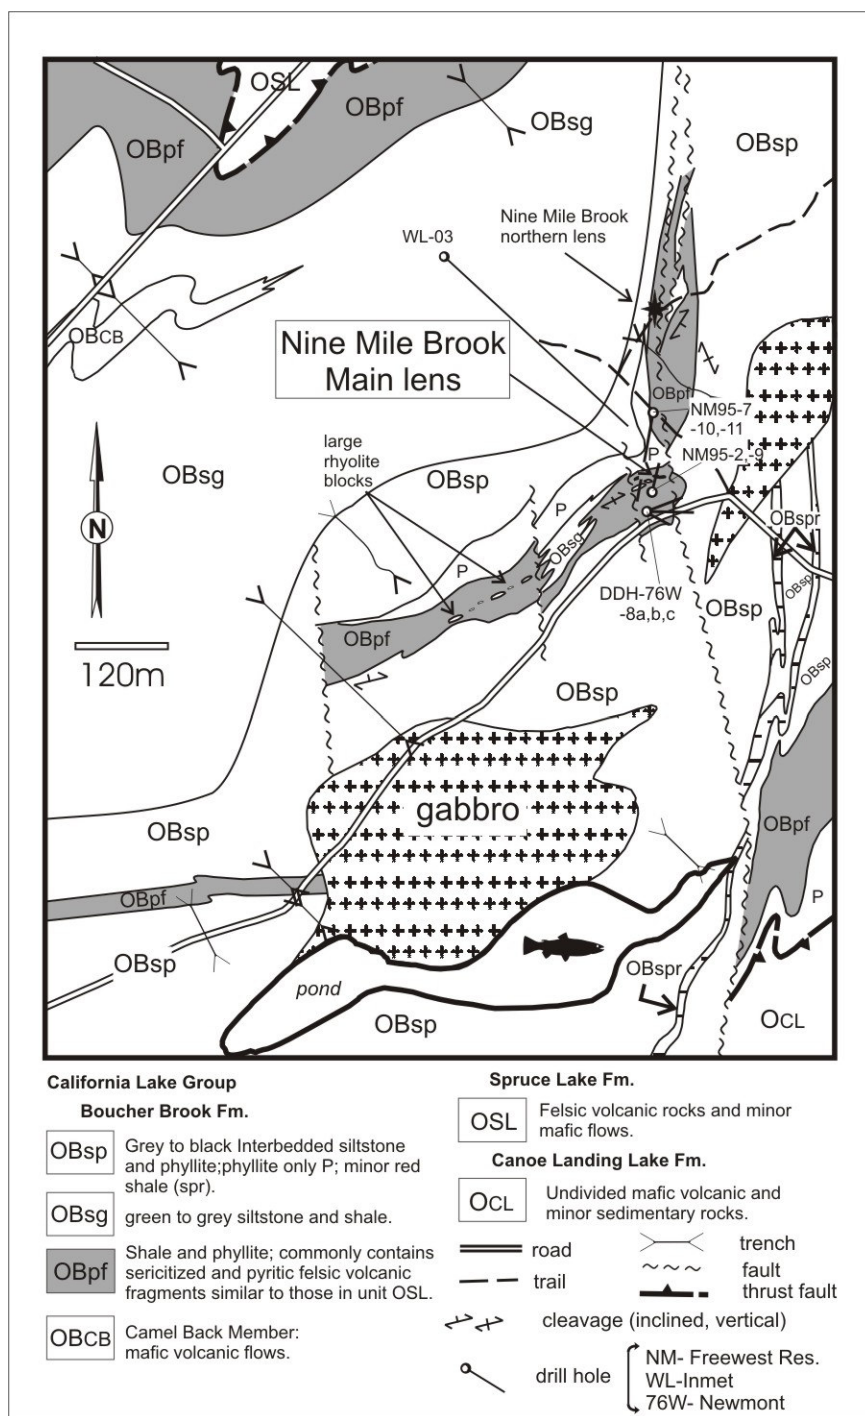 OSL
OBpf
OBpf
OBsg
OBsp
WL-03
Nine Mile Brook
northern lens
OBCB
Nine Mile Brook
Main lens
OBpf
NM95-7
-10,-11
NM95-2,-9
P
large
rhyolite
blocks
OBsg
OBsp
P
OBsg
P
OBspr
OBsp
N
DDH-76W
-8a,b,c
OBsp
OBpf
120m
OBsp
OBsp
gabbro
OBsp
OBpf
OBpf
P
OBsp
OBspr
pond
OBsp
OCL
California Lake Group
Boucher Brook Fm.
OBsp
Grey to black Interbedded siltstone
and phyllite;phyllite only P; minor red
shale (spr).
OBsg
green to grey siltstone and shale.
OBpf
Shale and phyllite; commonly contains
sericitized and pyritic felsic volcanic
fragments similar to those in unit OSL.
OBCB
Camel Back Member:
mafic volcanic flows.
Spruce Lake Fm.
OSL
Felsic volcanic rocks and minor
mafic flows.
Canoe Landing Lake Fm.
OCL
Undivided mafic volcanic and
minor sedimentary rocks.
road
trench
trail
fault
thrust fault
cleavage (inclined, vertical)
drill hole
NM- Freewest Res.
WL-Inmet
76W- Newmont